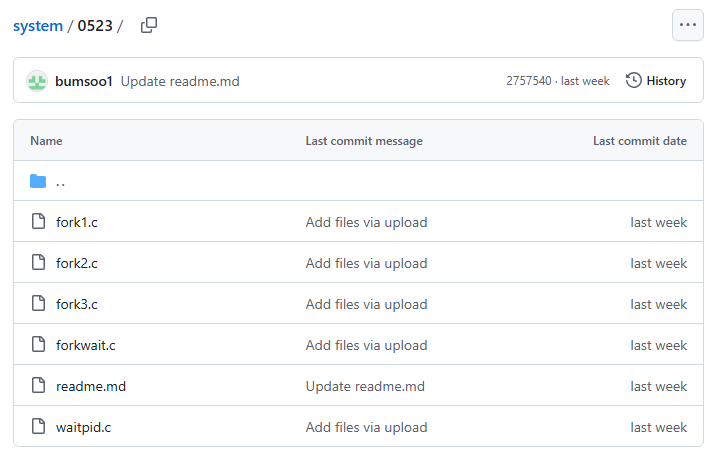 system / 0523 /
bumsoo1 Update readme.md 2757540 · last week History
Name Last commit message Last commit date
..
fork1.c Add files via upload last week
fork2.c Add files via upload last week
fork3.c Add files via upload last week
forkwait.c Add files via upload last week
readme.md Update readme.md last week
waitpid.c Add files via upload last week